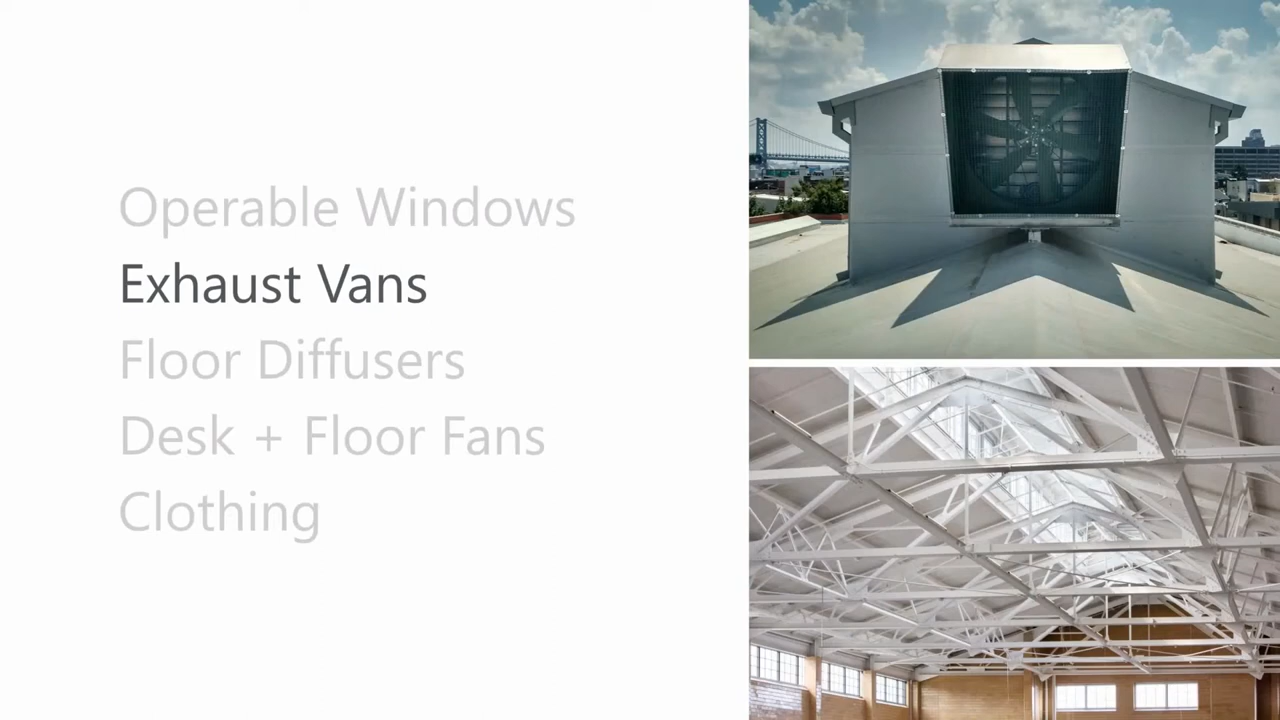 Operable Windows
Exhaust Vans
Floor Diffusers
Desk + Floor Fans
Clothing